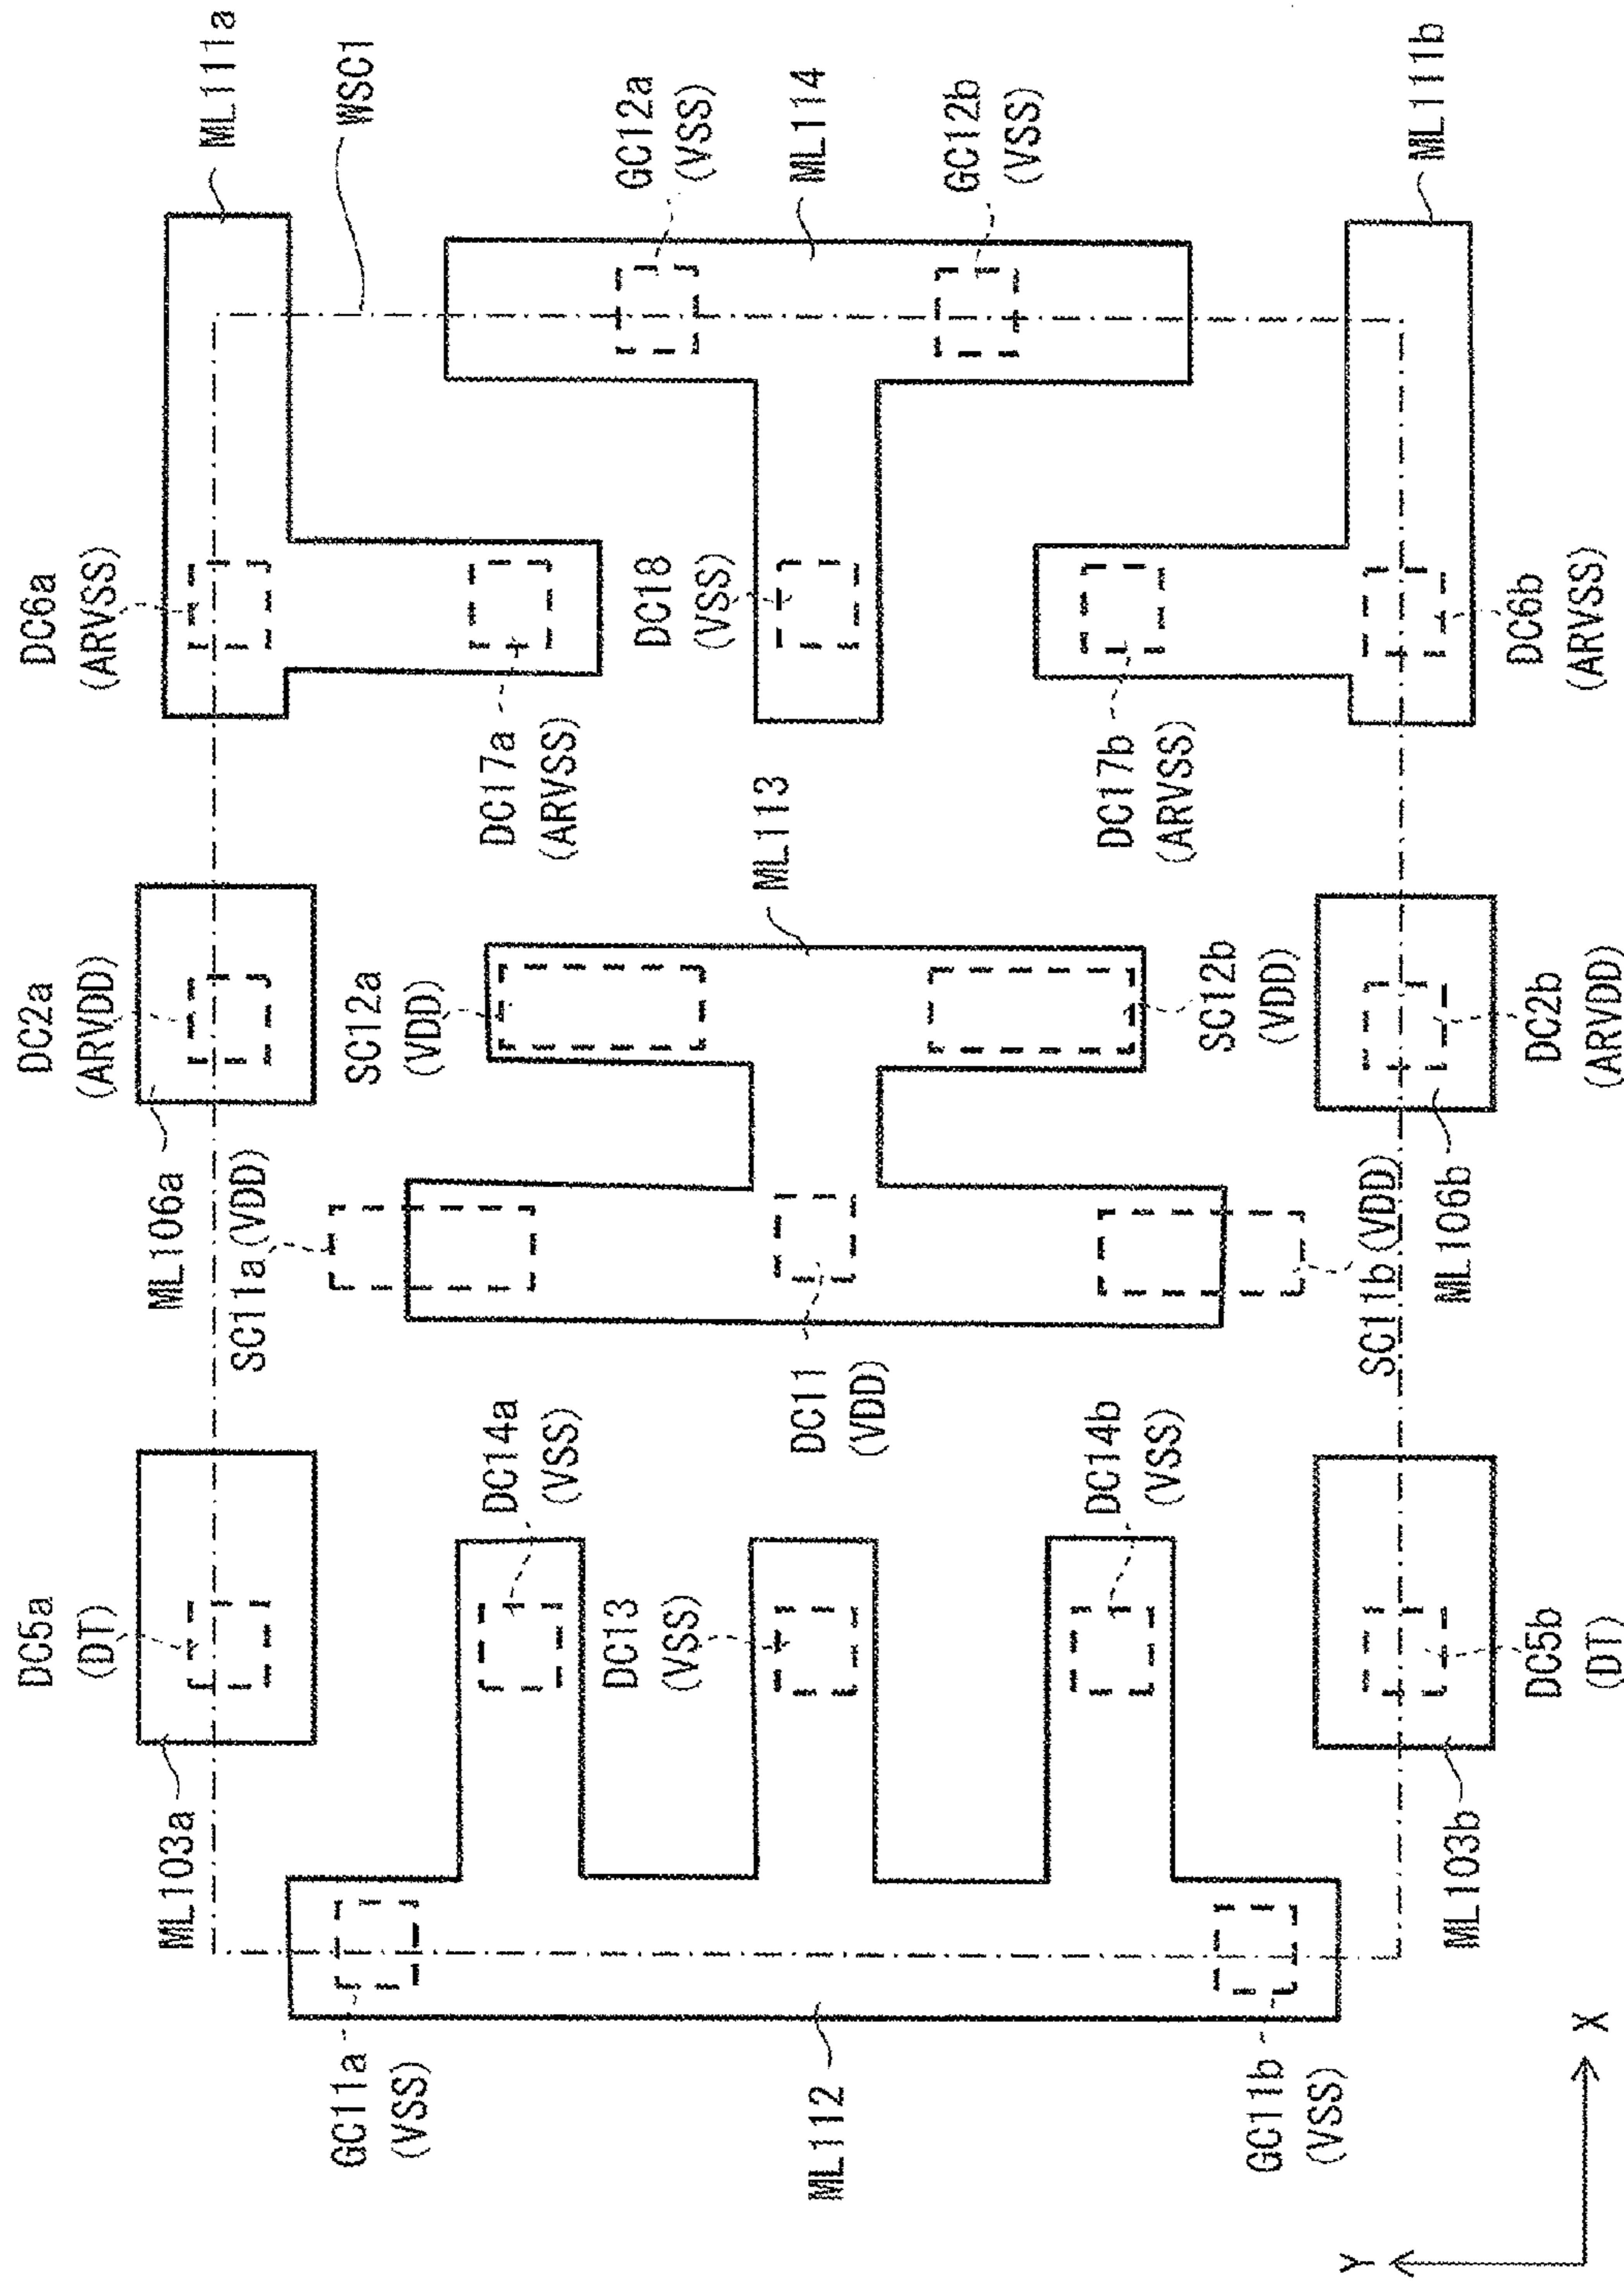 DC5a
(DT)
DC2a
(ARVDD)
DC6a
(ARVSS)
ML103a
ML106a
ML111a
SC11a(VDD)
GC11a
(VSS)
SC12a
(VDD)
WSC1
DC14a
(VSS)
DC17a
(ARVSS)
DC13
(VSS)
DC18
(VSS)
GC12a
(VSS)
ML112
DC11
(VDD)
ML113
ML114
DC14b
(VSS)
DC17b
(ARVSS)
GC12b
(VSS)
GC11b
(VSS)
SC12b
(VDD)
SC11b(VDD)
ML103b
ML106b
ML111b
DC5b
(DT)
DC2b
(ARVDD)
DC6b
(ARVSS)
Y
X